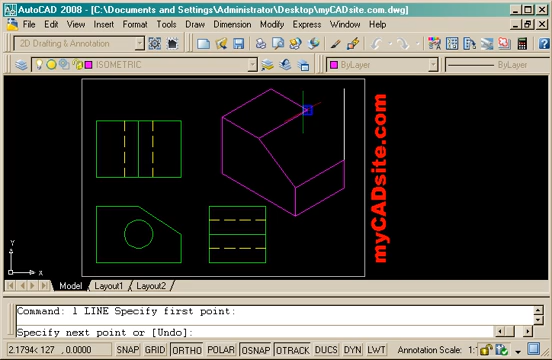 AutoCAD 2008 - [C:\Documents and Settings\Administrator\Desktop\myCADsite.com.dwg]
File Edit View Insert Format Tools Draw Dimension Modify Express Window Help
2D Drafting & Annotation
ISOMETRIC ByLayer ByLayer
myCADsite.com
Y
X
Model Layout1 Layout2
Command: l LINE Specify first point:
Specify next point or [Undo]:
2.1794< 127 , 0.0000 SNAP GRID ORTHO POLAR OSNAP OTRACK DUCS DYN LWT Annotation Scale: 1: